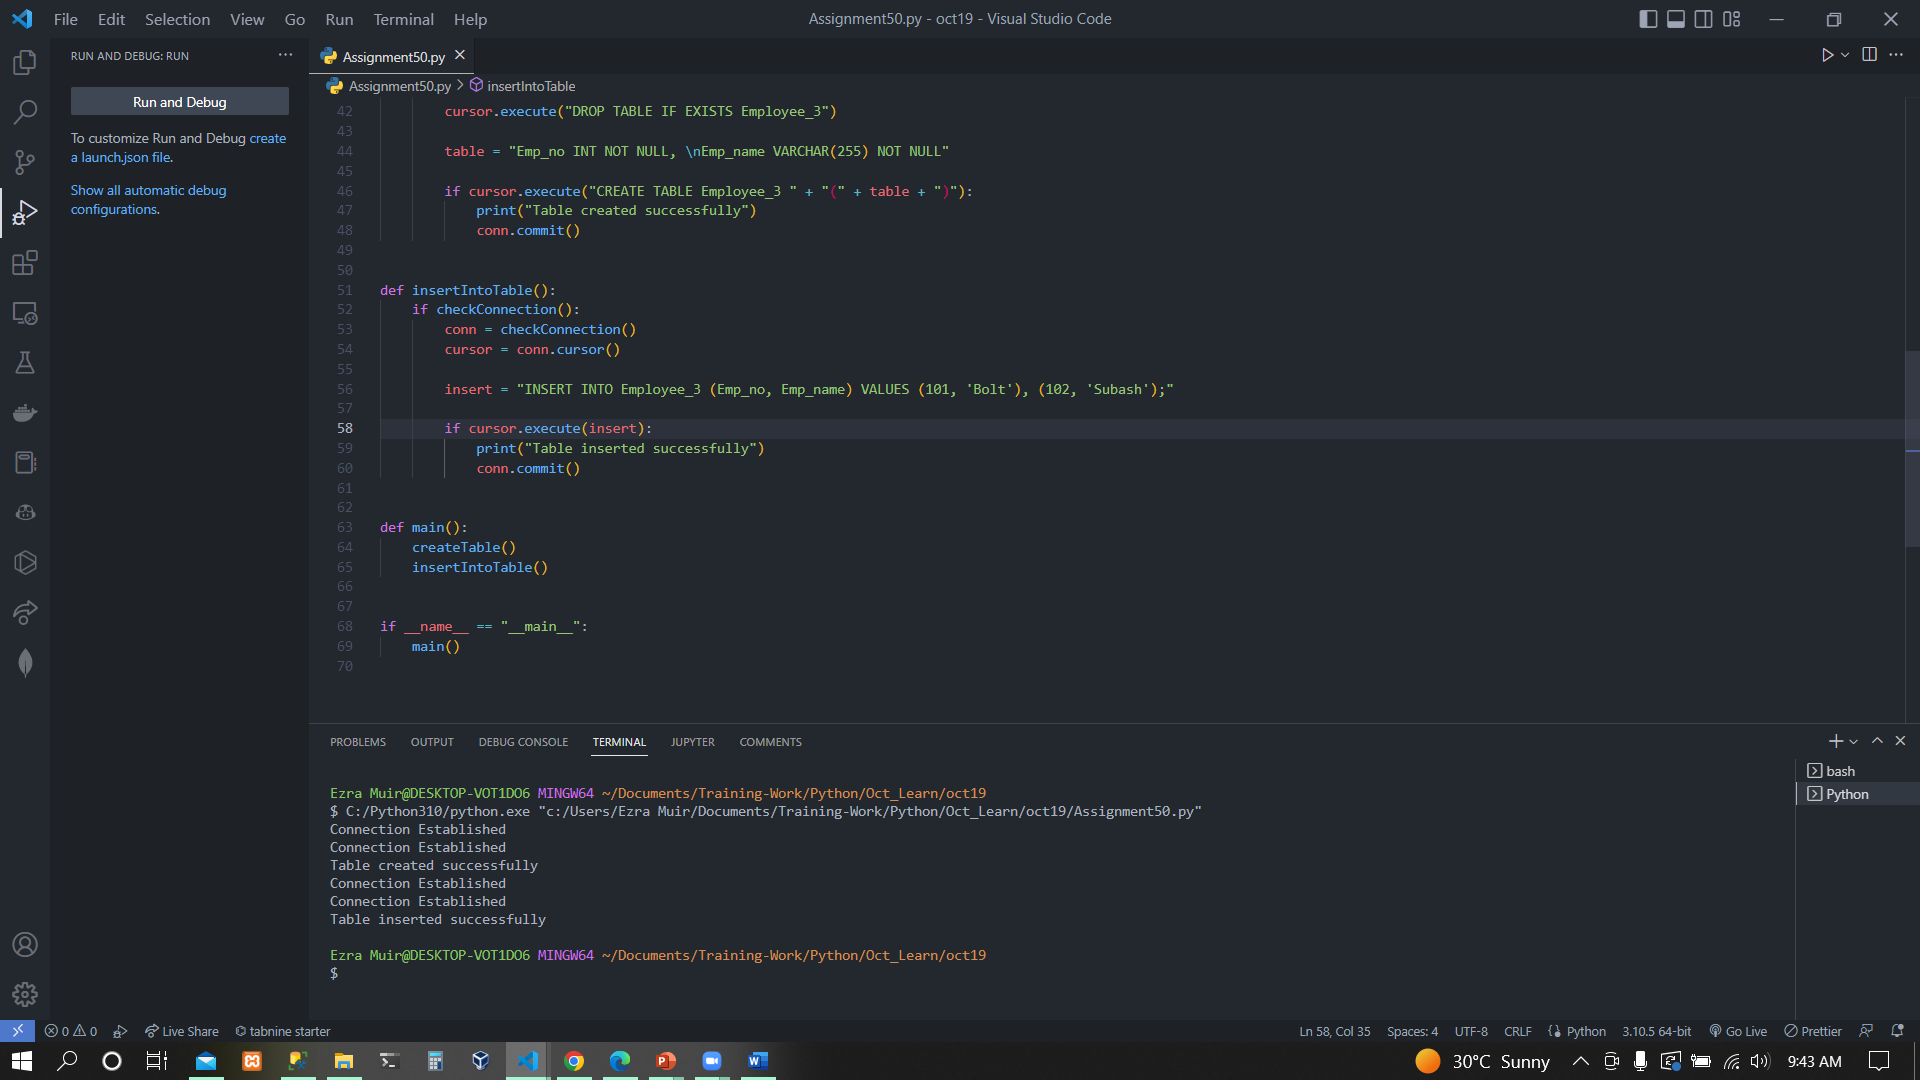 File Edit Selection View Go Run Terminal Help
Assignment50.py - oct19 - Visual Studio Code
RUN AND DEBUG: RUN
Run and Debug
To customize Run and Debug create
a launch.json file.
Show all automatic debug
configurations.
Assignment50.py
Assignment50.py > insertIntoTable
42 cursor.execute("DROP TABLE IF EXISTS Employee_3")
43
44 table = "Emp_no INT NOT NULL, \nEmp_name VARCHAR(255) NOT NULL"
45
46 if cursor.execute("CREATE TABLE Employee_3 " + "(" + table + ")"):
47 print("Table created successfully")
48 conn.commit()
49
50
51 def insertIntoTable():
52 if checkConnection():
53 conn = checkConnection()
54 cursor = conn.cursor()
55
56 insert = "INSERT INTO Employee_3 (Emp_no, Emp_name) VALUES (101, 'Bolt'), (102, 'Subash');"
57
58 if cursor.execute(insert):
59 print("Table inserted successfully")
60 conn.commit()
61
62
63 def main():
64 createTable()
65 insertIntoTable()
66
67
68 if __name__ == "__main__":
69 main()
70
PROBLEMS OUTPUT DEBUG CONSOLE TERMINAL JUPYTER COMMENTS
bash
Python
Ezra Muir@DESKTOP-VOT1DO6 MINGW64 ~/Documents/Training-Work/Python/Oct_Learn/oct19
$ C:/Python310/python.exe "c:/Users/Ezra Muir/Documents/Training-Work/Python/Oct_Learn/oct19/Assignment50.py"
Connection Established
Connection Established
Table created successfully
Connection Established
Connection Established
Table inserted successfully
Ezra Muir@DESKTOP-VOT1DO6 MINGW64 ~/Documents/Training-Work/Python/Oct_Learn/oct19
$
0 0 Live Share tabnine starter Ln 58, Col 35 Spaces: 4 UTF-8 CRLF Python 3.10.5 64-bit Go Live Prettier
30°C Sunny 9:43 AM